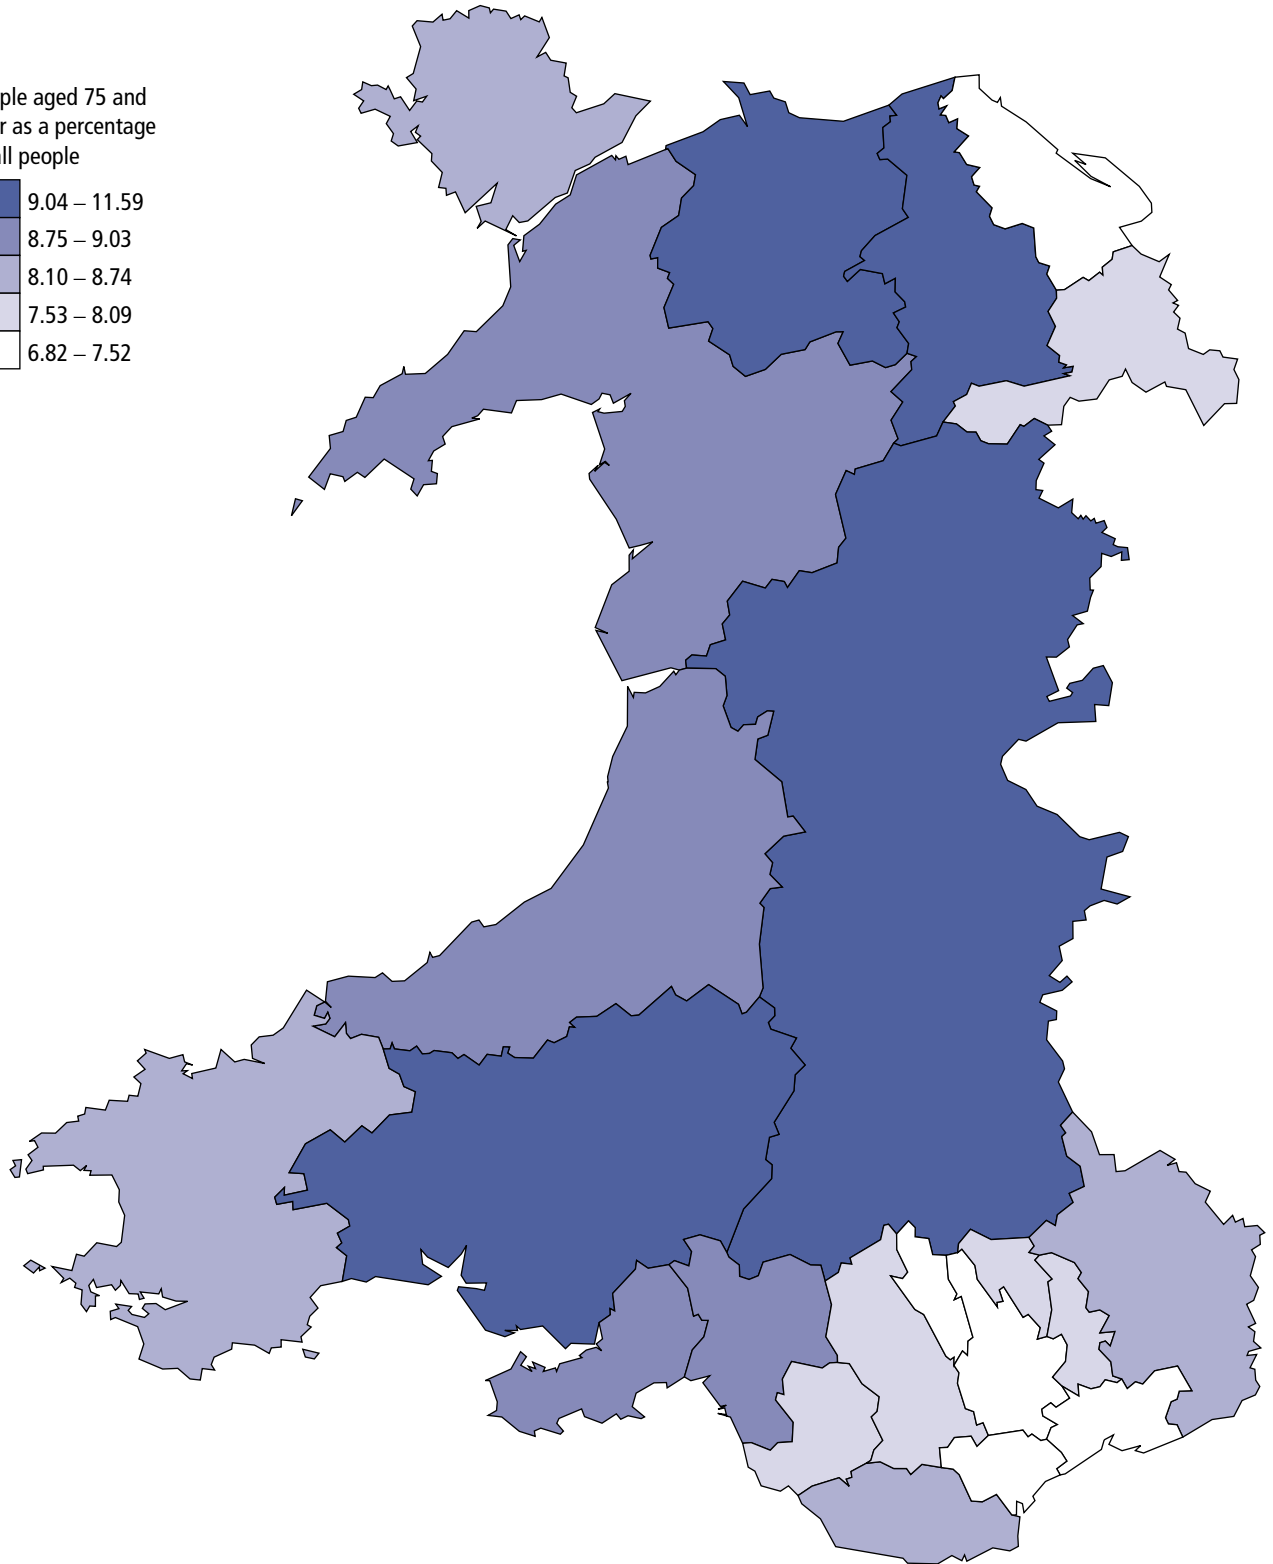 ple aged 75 and
r as a percentage
all people
9.04 – 11.59
8.75 – 9.03
8.10 – 8.74
7.53 – 8.09
6.82 – 7.52